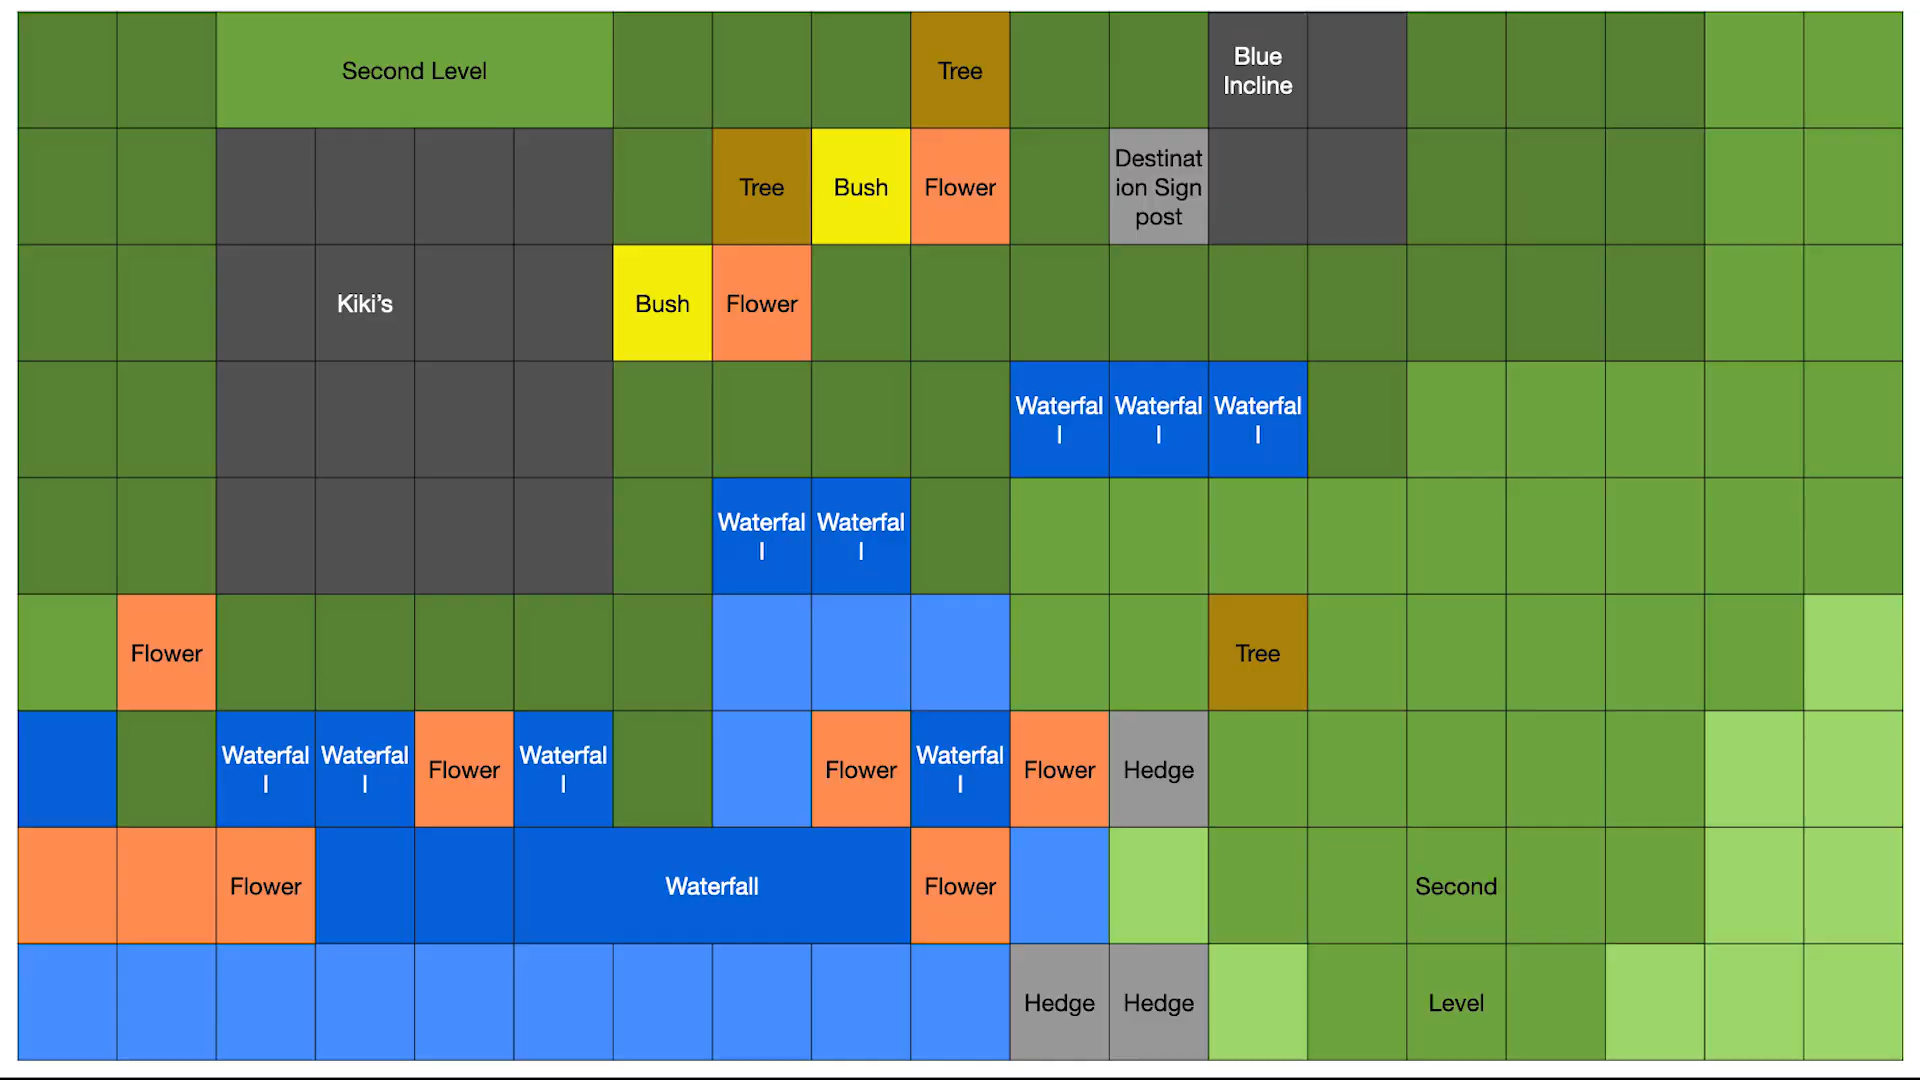 Second Level
Tree
Blue
Incline
Tree
Bush
Flower
Destinat
ion Sign
post
Kiki’s
Bush
Flower
Waterfal
l
Waterfal
l
Waterfal
l
Waterfal
l
Waterfal
l
Flower
Tree
Waterfal
l
Waterfal
l
Flower
Waterfal
l
Flower
Waterfal
l
Flower
Hedge
Flower
Waterfall
Flower
Second
Hedge
Hedge
Level